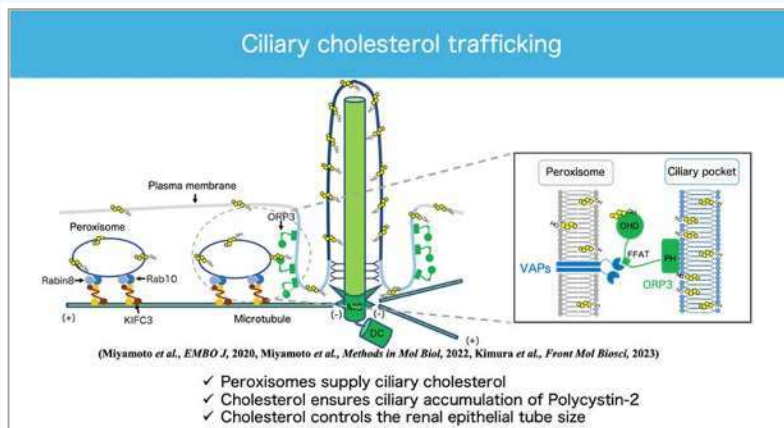 Ciliary cholesterol trafficking
Plasma membrane
Peroxisome
ORP3
Rabin8
Rab10
(+)
KIFC3
Microtubule
(-)
(-)
DC
(+)
Peroxisome
Ciliary pocket
OHD
FFAT
PH
VAPs
ORP3
(Miyamoto et al., EMBO J, 2020, Miyamoto et al., Methods in Mol Biol, 2022, Kimura et al., Front Mol Biosci, 2023)
✓ Peroxisomes supply ciliary cholesterol
✓ Cholesterol ensures ciliary accumulation of Polycystin-2
✓ Cholesterol controls the renal epithelial tube size